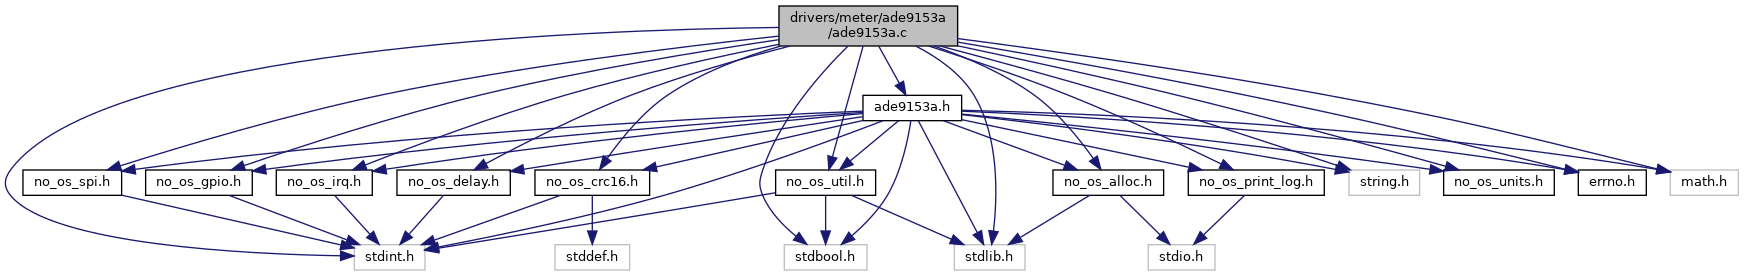 drivers/meter/ade9153a
/ade9153a.c
ade9153a.h
no_os_spi.h
no_os_gpio.h
no_os_irq.h
no_os_delay.h
no_os_crc16.h
no_os_util.h
no_os_alloc.h
no_os_print_log.h
string.h
no_os_units.h
errno.h
math.h
stdint.h
stddef.h
stdbool.h
stdlib.h
stdio.h